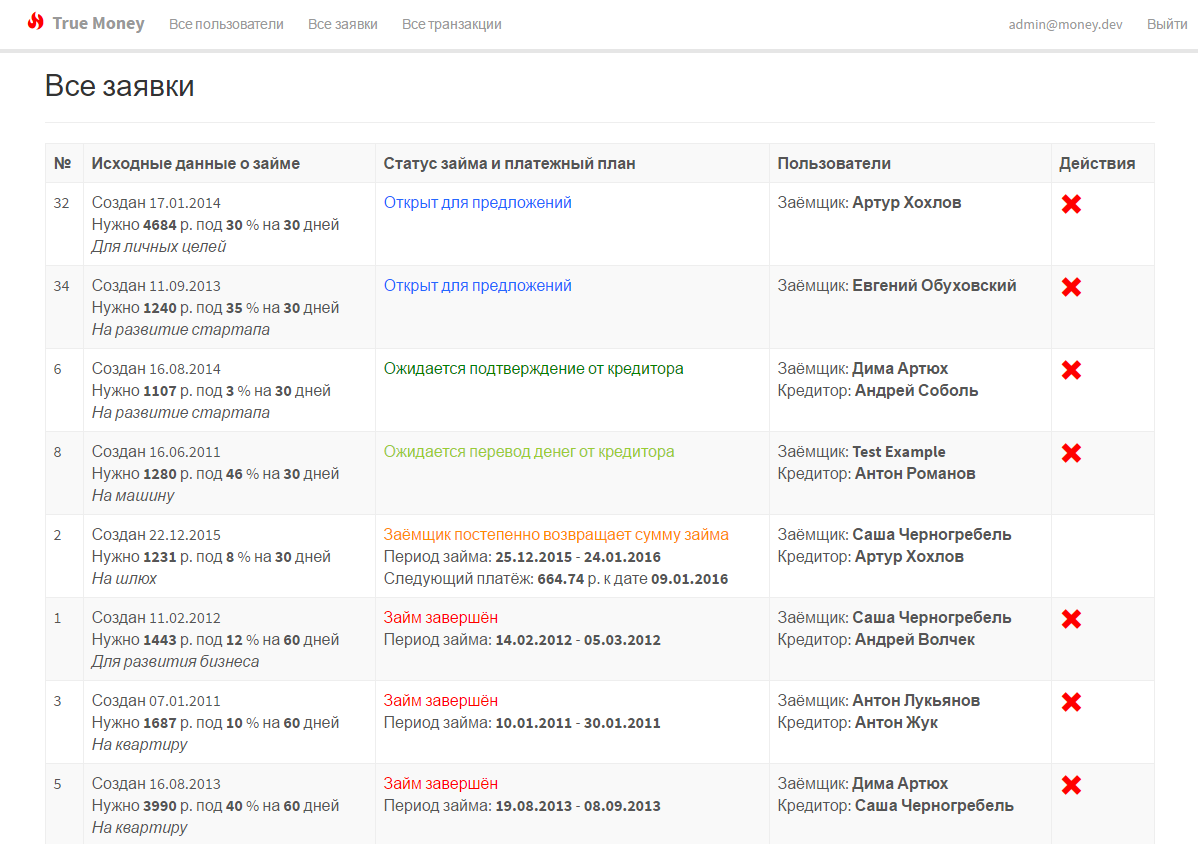 True Money Все пользователи Все заявки Все транзакции admin@money.dev Выйти
Все заявки
№ Исходные данные о займе Статус займа и платежный план Пользователи Действия
32 Создан 17.01.2014 Открыт для предложений Заёмщик: Артур Хохлов
Нужно 4684 р. под 30 % на 30 дней
Для личных целей
34 Создан 11.09.2013 Открыт для предложений Заёмщик: Евгений Обуховский
Нужно 1240 р. под 35 % на 30 дней
На развитие стартапа
6 Создан 16.08.2014 Ожидается подтверждение от кредитора Заёмщик: Дима Артюх
Нужно 1107 р. под 3 % на 30 дней Кредитор: Андрей Соболь
На развитие стартапа
8 Создан 16.06.2011 Ожидается перевод денег от кредитора Заёмщик: Test Example
Нужно 1280 р. под 46 % на 30 дней Кредитор: Антон Романов
На машину
2 Создан 22.12.2015 Заёмщик постепенно возвращает сумму займа Заёмщик: Саша Черногребель
Нужно 1231 р. под 8 % на 30 дней Период займа: 25.12.2015 - 24.01.2016 Кредитор: Артур Хохлов
На шлюх Следующий платёж: 664.74 р. к дате 09.01.2016
1 Создан 11.02.2012 Займ завершён Заёмщик: Саша Черногребель
Нужно 1443 р. под 12 % на 60 дней Период займа: 14.02.2012 - 05.03.2012 Кредитор: Андрей Волчек
Для развития бизнеса
3 Создан 07.01.2011 Займ завершён Заёмщик: Антон Лукьянов
Нужно 1687 р. под 10 % на 60 дней Период займа: 10.01.2011 - 30.01.2011 Кредитор: Антон Жук
На квартиру
5 Создан 16.08.2013 Займ завершён Заёмщик: Дима Артюх
Нужно 3990 р. под 40 % на 60 дней Период займа: 19.08.2013 - 08.09.2013 Кредитор: Саша Черногребель
На квартиру